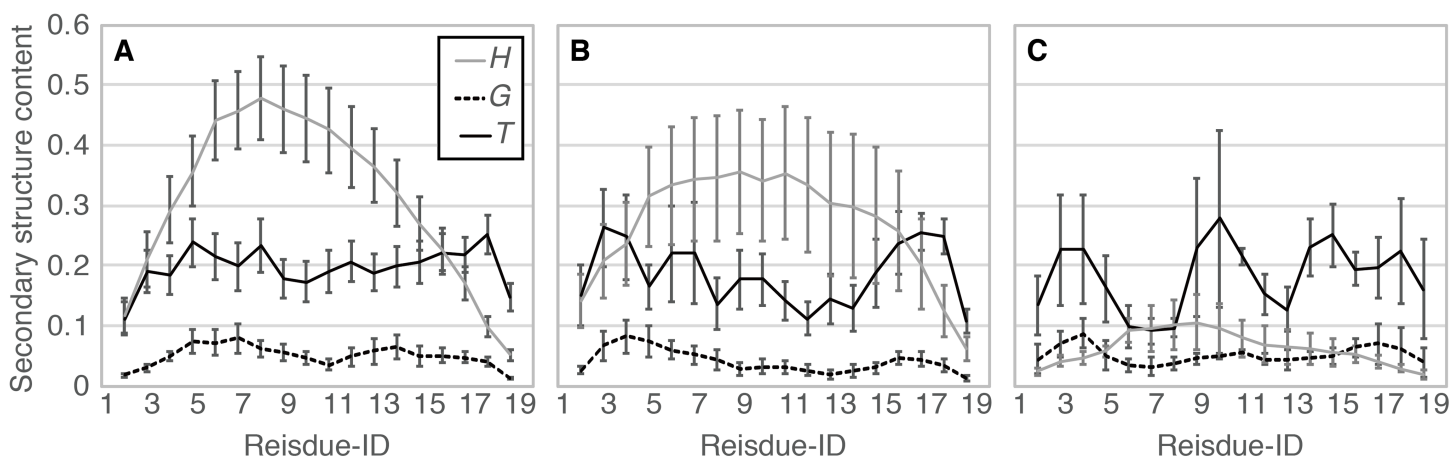 Secondary structure content
0.6
0.5
0.4
0.3
0.2
0.1
0
A
H
G
T
1 3 5 7 9 11 13 15 17 19
Reisdue-ID
B
1 3 5 7 9 11 13 15 17 19
Reisdue-ID
C
1 3 5 7 9 11 13 15 17 19
Reisdue-ID